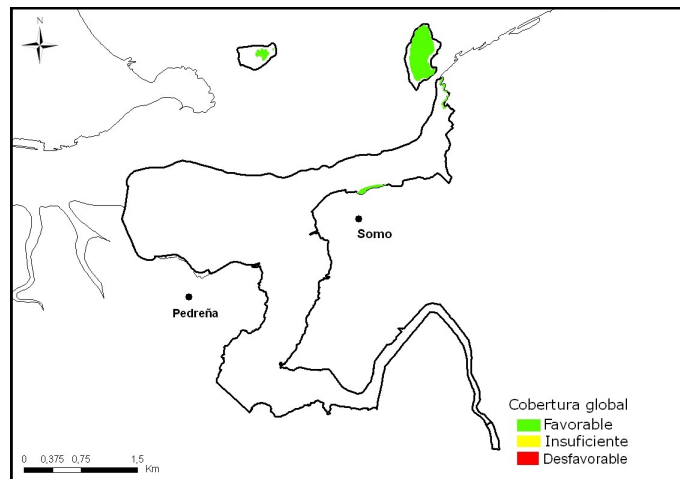 N
Somo
Pedreña
Cobertura global
Favorable
Insuficiente
Desfavorable
0 0,375 0,75 1,5
Km